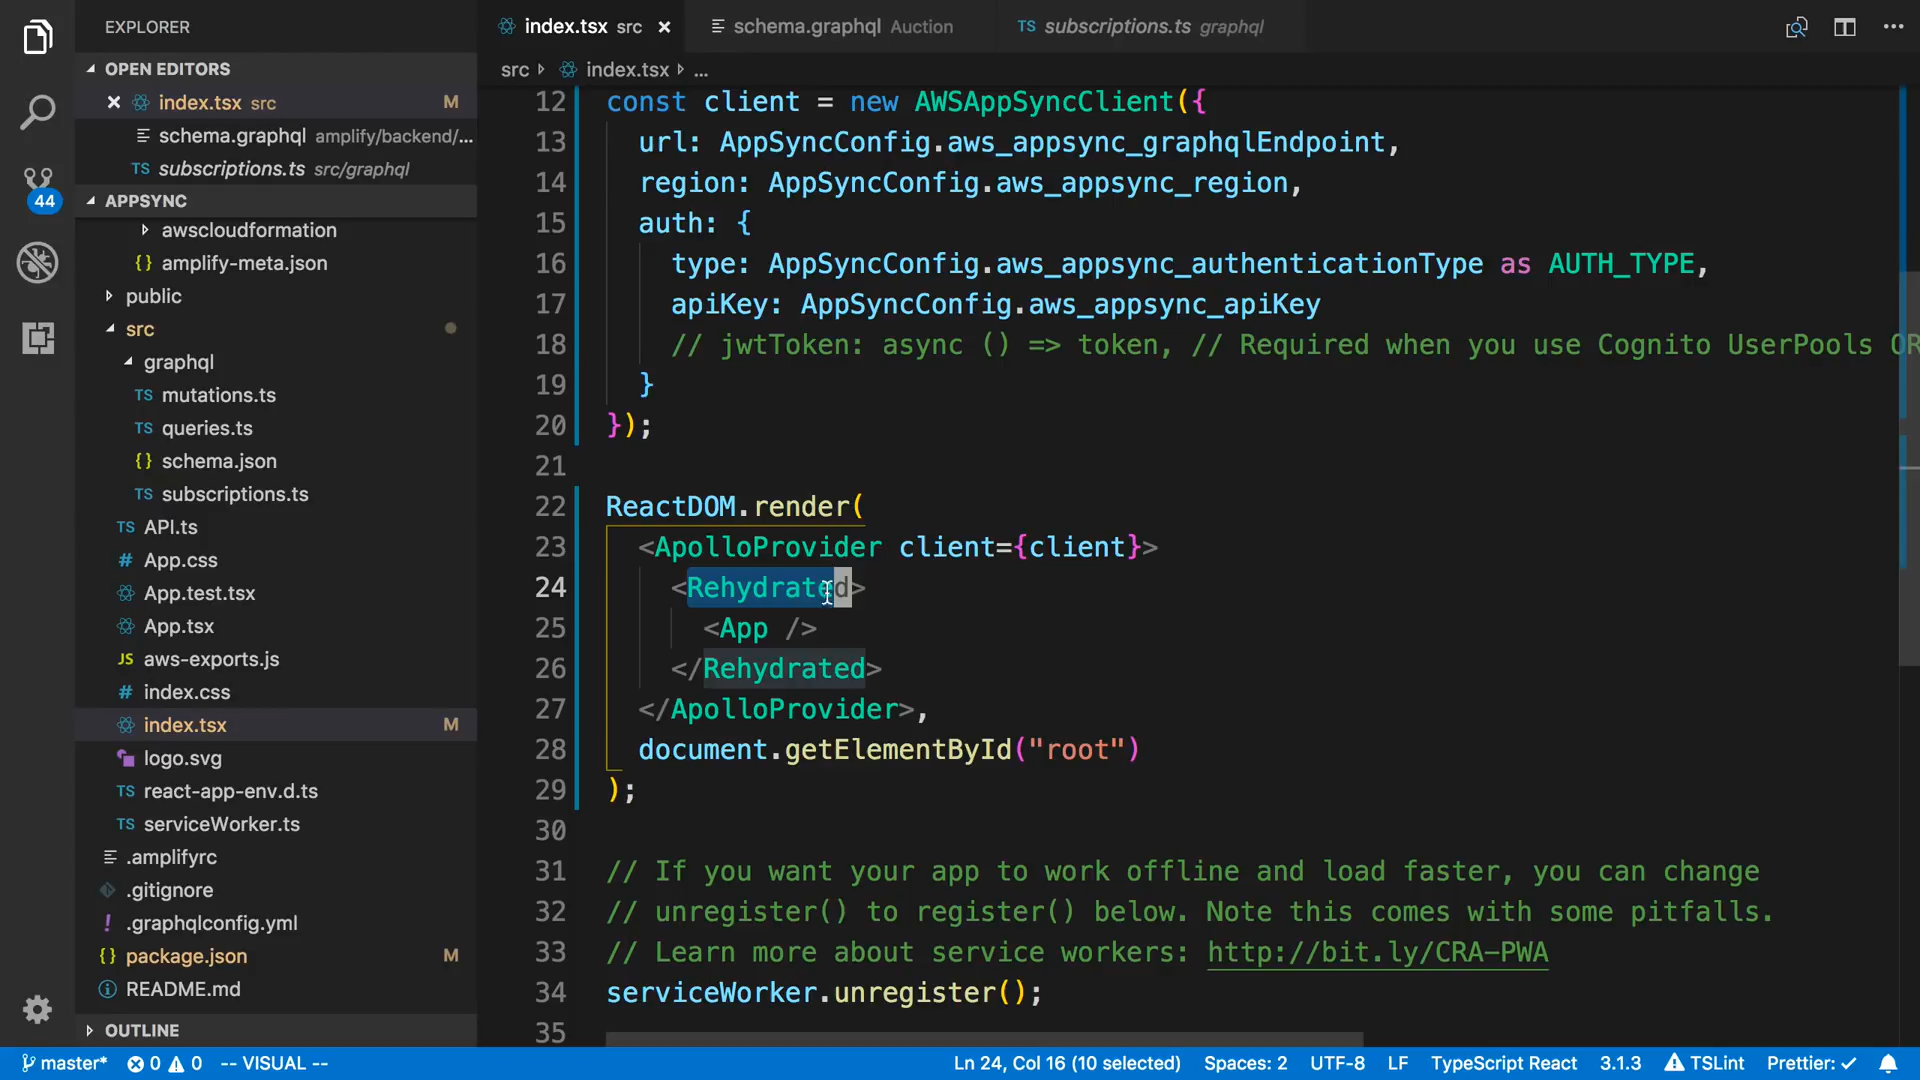 EXPLORER
OPEN EDITORS
index.tsx src M
schema.graphql amplify/backend/...
TS subscriptions.ts src/graphql
44
APPSYNC
awscloudformation
{} amplify-meta.json
public
src
graphql
TS mutations.ts
TS queries.ts
{} schema.json
TS subscriptions.ts
TS API.ts
# App.css
App.test.tsx
App.tsx
JS aws-exports.js
# index.css
index.tsx M
logo.svg
TS react-app-env.d.ts
TS serviceWorker.ts
.amplifyrc
.gitignore
! .graphqlconfig.yml
{} package.json M
README.md
OUTLINE
index.tsx src
schema.graphql Auction
TS subscriptions.ts graphql
src index.tsx ...
12 const client = new AWSAppSyncClient({
13 url: AppSyncConfig.aws_appsync_graphqlEndpoint,
14 region: AppSyncConfig.aws_appsync_region,
15 auth: {
16 type: AppSyncConfig.aws_appsync_authenticationType as AUTH_TYPE,
17 apiKey: AppSyncConfig.aws_appsync_apiKey
18 // jwtToken: async () => token, // Required when you use Cognito UserPools OR
19 }
20 });
21
22 ReactDOM.render(
23 <ApolloProvider client={client}>
24 <Rehydrated>
25 <App />
26 </Rehydrated>
27 </ApolloProvider>,
28 document.getElementById("root")
29 );
30
31 // If you want your app to work offline and load faster, you can change
32 // unregister() to register() below. Note this comes with some pitfalls.
33 // Learn more about service workers: http://bit.ly/CRA-PWA
34 serviceWorker.unregister();
35
master* 0 0 -- VISUAL -- Ln 24, Col 16 (10 selected) Spaces: 2 UTF-8 LF TypeScript React 3.1.3 TSLint Prettier: ✓